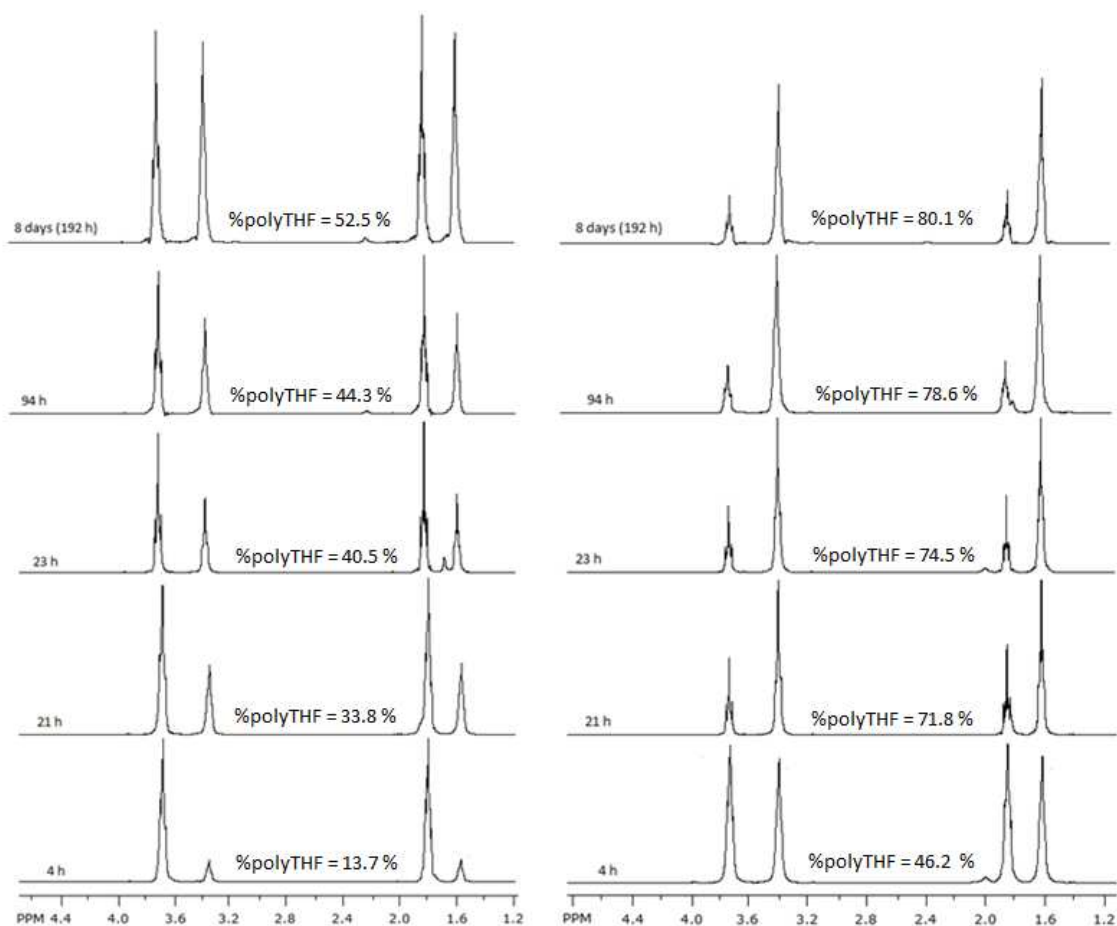 %polyTHF = 52.5 %
8 days (192 h)
%polyTHF = 44.3 %
94 h
%polyTHF = 40.5 %
23 h
%polyTHF = 33.8 %
21 h
%polyTHF = 13.7 %
4 h
PPM 4.4 4.0 3.6 3.2 2.8 2.4 2.0 1.6 1.2
%polyTHF = 80.1 %
8 days (192 h)
%polyTHF = 78.6 %
94 h
%polyTHF = 74.5 %
23 h
%polyTHF = 71.8 %
21 h
%polyTHF = 46.2 %
4 h
PPM 4.4 4.0 3.6 3.2 2.8 2.4 2.0 1.6 1.2